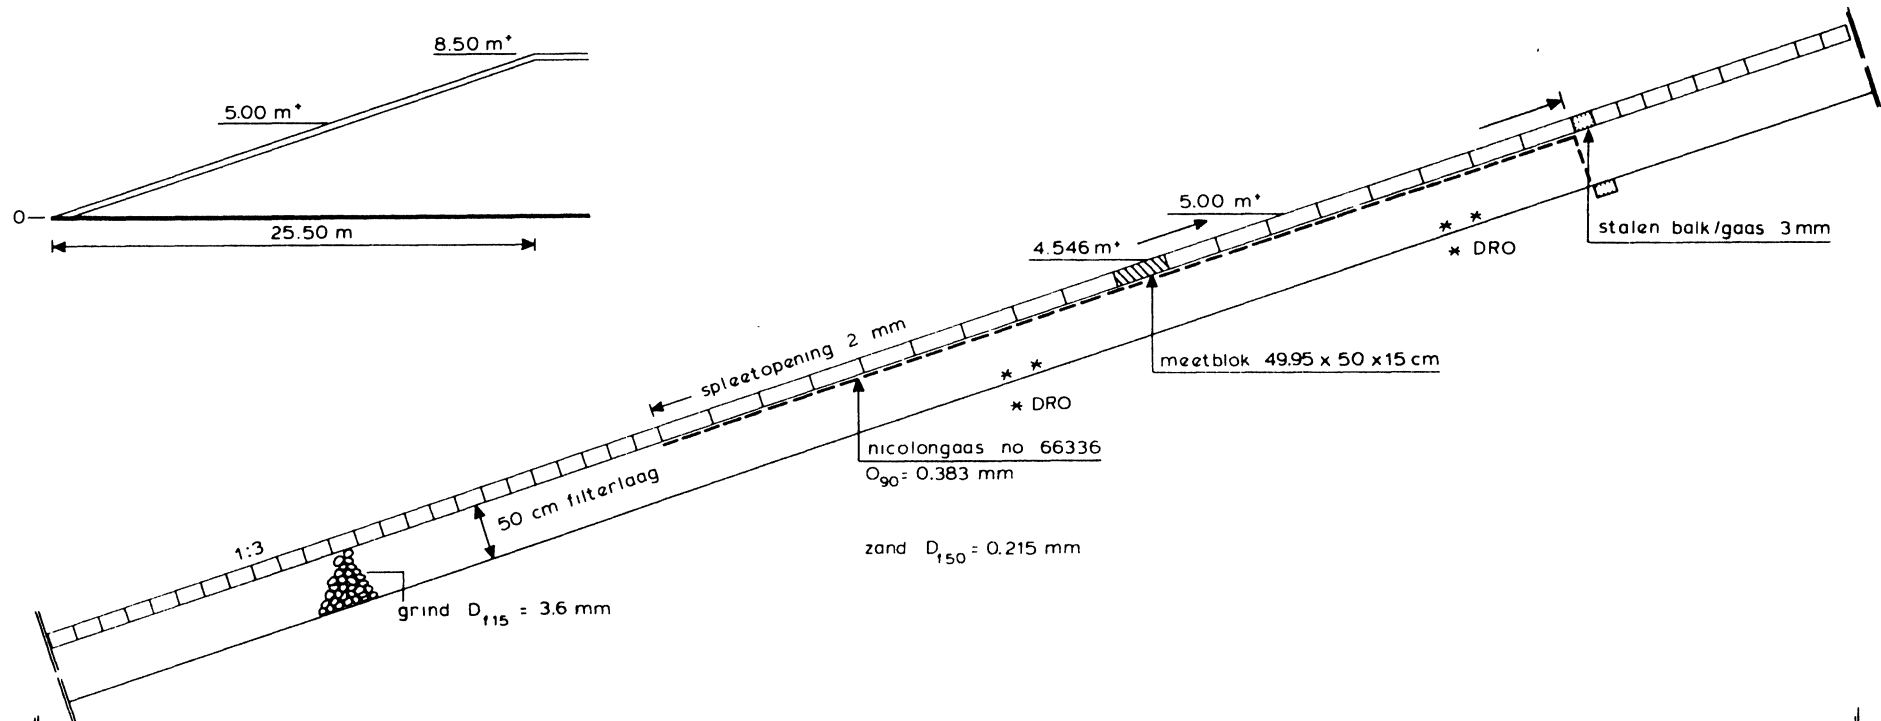 8.50 m⁺
5.00 m⁺
0
25.50 m
5.00 m⁺
4.546 m⁺
stalen balk/gaas 3 mm
* * * DRO
meetblok 49.95 x 50 x 15 cm
spleetopening 2 mm
* * * DRO
nicolongaas no 66336
O₉₀ = 0.383 mm
50 cm filterlaag
1:3
zand D_f50 = 0.215 mm
grind D_f15 = 3.6 mm